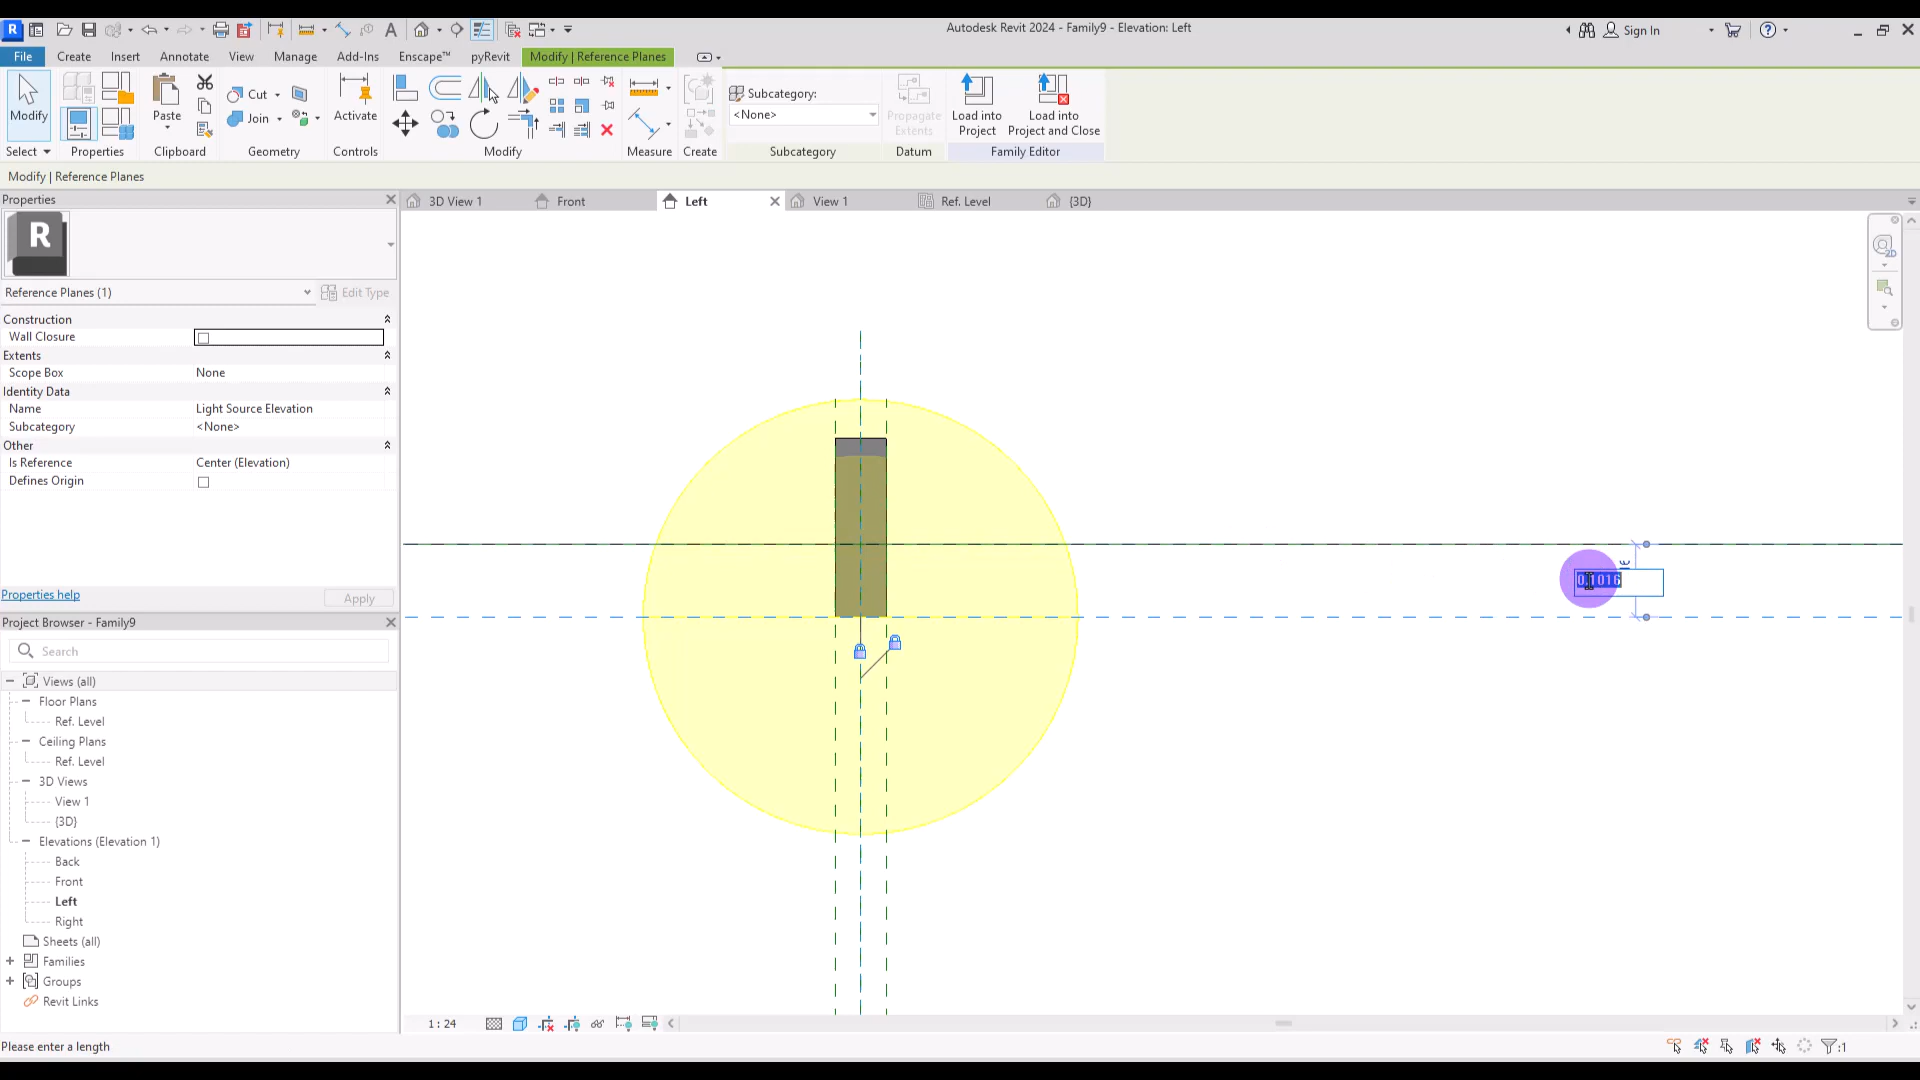 Autodesk Revit 2024 - Family9 - Elevation: Left
Sign In
File
Create
Insert
Annotate
View
Manage
Add-Ins
Enscape™
pyRevit
Modify | Reference Planes
Modify
Paste
Cut
Join
Activate
Subcategory:
<None>
Propagate
Extents
Load into
Project
Load into
Project and Close
Select
Properties
Clipboard
Geometry
Controls
Modify
Measure
Create
Subcategory
Datum
Family Editor
Modify | Reference Planes
Properties
3D View 1
Front
Left
View 1
Ref. Level
{3D}
R
Reference Planes (1)
Edit Type
Construction
Wall Closure
Extents
Scope Box None
Identity Data
Name Light Source Elevation
Subcategory <None>
Other
Is Reference Center (Elevation)
Defines Origin
0.1016
Properties help
Apply
Project Browser - Family9
Search
Views (all)
Floor Plans
Ref. Level
Ceiling Plans
Ref. Level
3D Views
View 1
{3D}
Elevations (Elevation 1)
Back
Front
Left
Right
Sheets (all)
Families
Groups
Revit Links
1 : 24
Please enter a length
:1